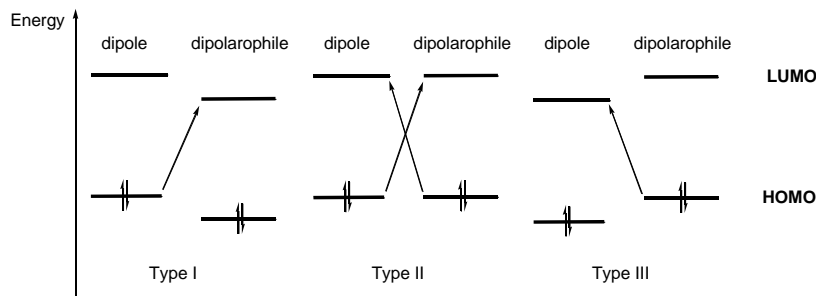 Energy
dipole dipolarophile dipole dipolarophile dipole dipolarophile
LUMO
HOMO
Type I Type II Type III